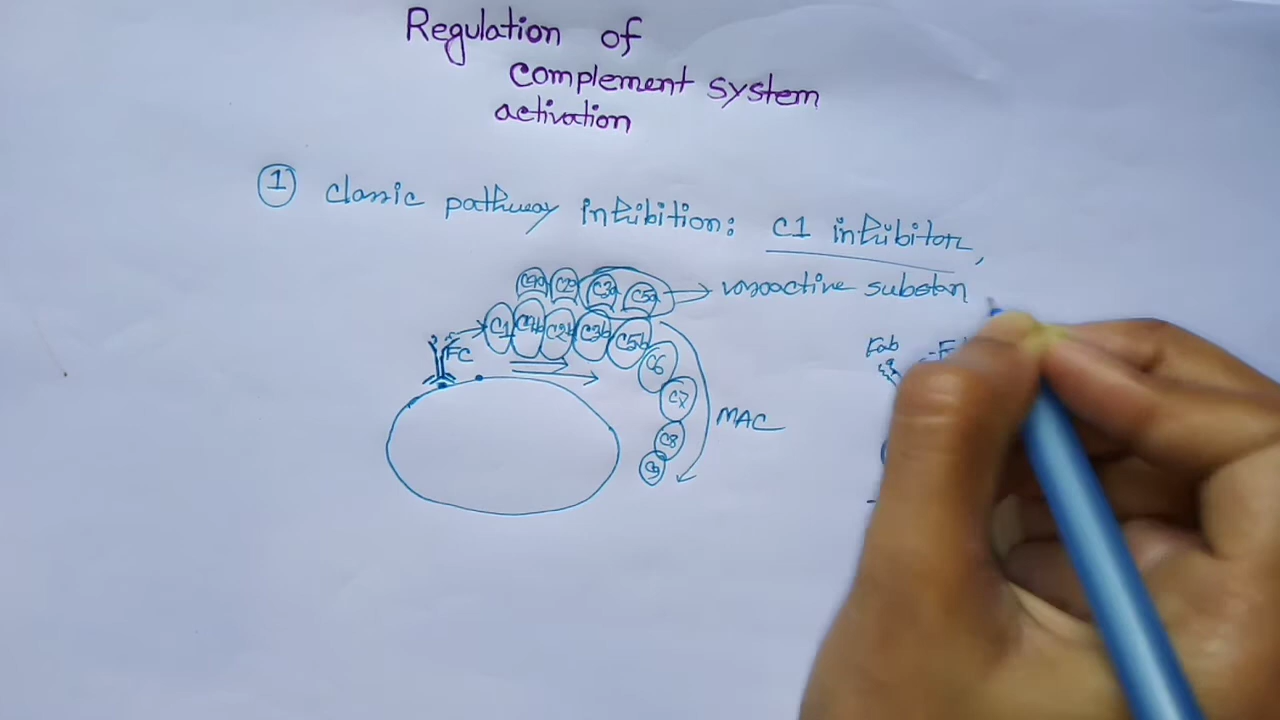 Regulation of
complement system
activation
1 classic pathway inhibition: C1 inhibitor,
C4a C2a C3a C5a → vasoactive substan
C1 C4b C2b C3b C5b C6
FC
C7
C8
C9
MAC
Fab